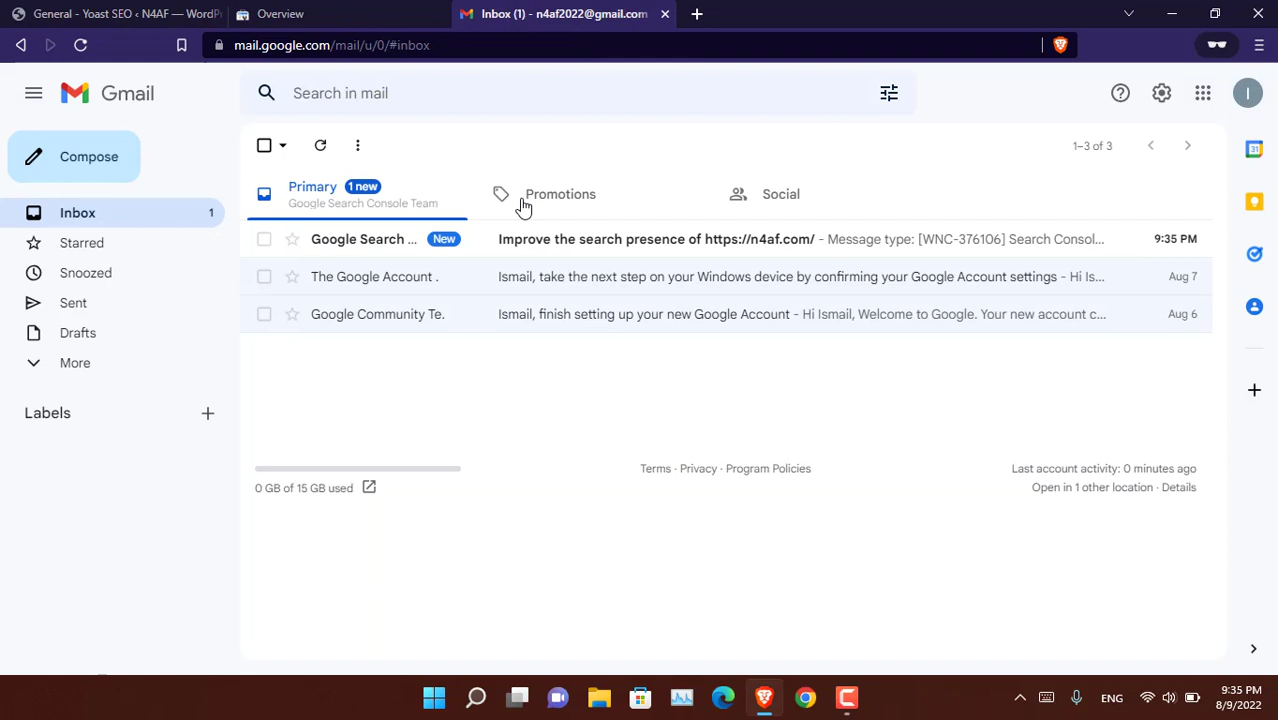 General - Yoast SEO ‹ N4AF — WordPr
Overview
Inbox (1) - n4af2022@gmail.com
mail.google.com/mail/u/0/#inbox
Gmail
Search in mail
I
Compose
1–3 of 3
Primary 1 new
Google Search Console Team
Promotions
Social
Inbox 1
Starred
Snoozed
Sent
Drafts
More
Labels
Google Search ... New Improve the search presence of https://n4af.com/ - Message type: [WNC-376106] Search Consol... 9:35 PM
The Google Account . Ismail, take the next step on your Windows device by confirming your Google Account settings - Hi Is... Aug 7
Google Community Te. Ismail, finish setting up your new Google Account - Hi Ismail, Welcome to Google. Your new account c... Aug 6
31
0 GB of 15 GB used
Terms · Privacy · Program Policies
Last account activity: 0 minutes ago
Open in 1 other location · Details
ENG
9:35 PM
8/9/2022